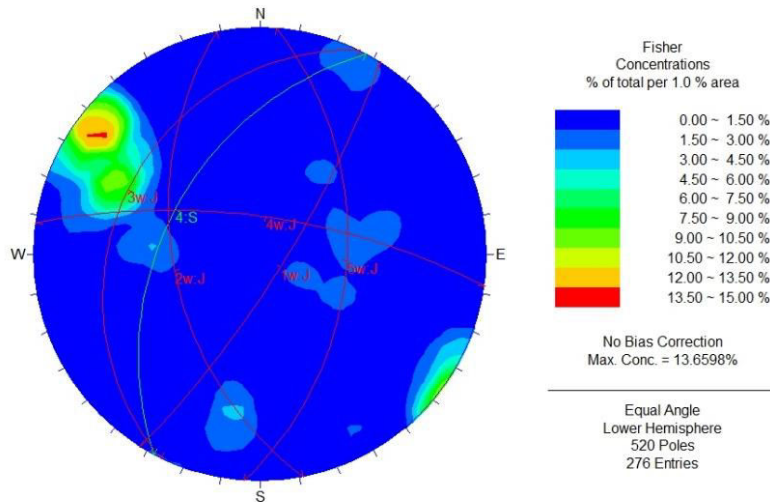 N
W
E
S
3w:J
4:S
4w:J
2w:J
1w:J
5w:J
Fisher
Concentrations
% of total per 1.0 % area
0.00 ~ 1.50 %
1.50 ~ 3.00 %
3.00 ~ 4.50 %
4.50 ~ 6.00 %
6.00 ~ 7.50 %
7.50 ~ 9.00 %
9.00 ~ 10.50 %
10.50 ~ 12.00 %
12.00 ~ 13.50 %
13.50 ~ 15.00 %
No Bias Correction
Max. Conc. = 13.6598%
Equal Angle
Lower Hemisphere
520 Poles
276 Entries